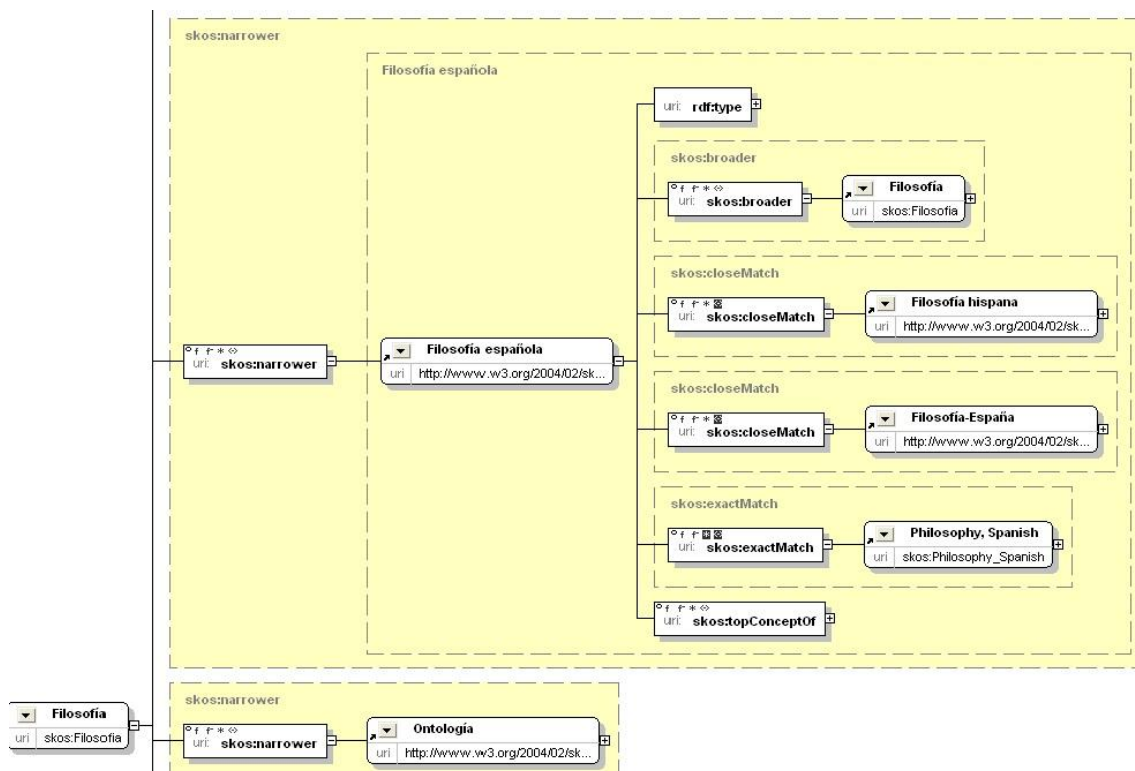 skos:narrower
Filosofía española
uri: rdf:type
skos:broader
uri: skos:broader
Filosofía
uri skos:Filosofia
skos:closeMatch
uri: skos:closeMatch
Filosofía hispana
uri http://www.w3.org/2004/02/sk...
uri: skos:narrower
Filosofía española
uri http://www.w3.org/2004/02/sk...
skos:closeMatch
uri: skos:closeMatch
Filosofía-España
uri http://www.w3.org/2004/02/sk...
skos:exactMatch
uri: skos:exactMatch
Philosophy, Spanish
uri skos:Philosophy_Spanish
uri: skos:topConceptOf
Filosofía
uri skos:Filosofia
skos:narrower
uri: skos:narrower
Ontología
uri http://www.w3.org/2004/02/sk...